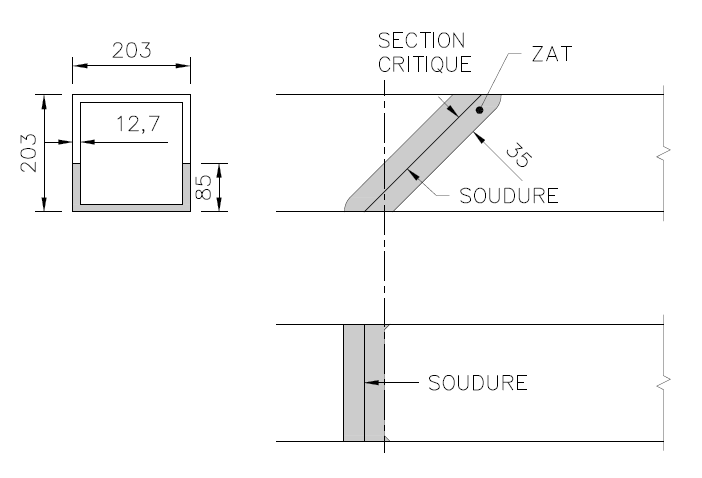 SECTION
CRITIQUE
ZAT
203
12,7
203
85
35
SOUDURE
SOUDURE